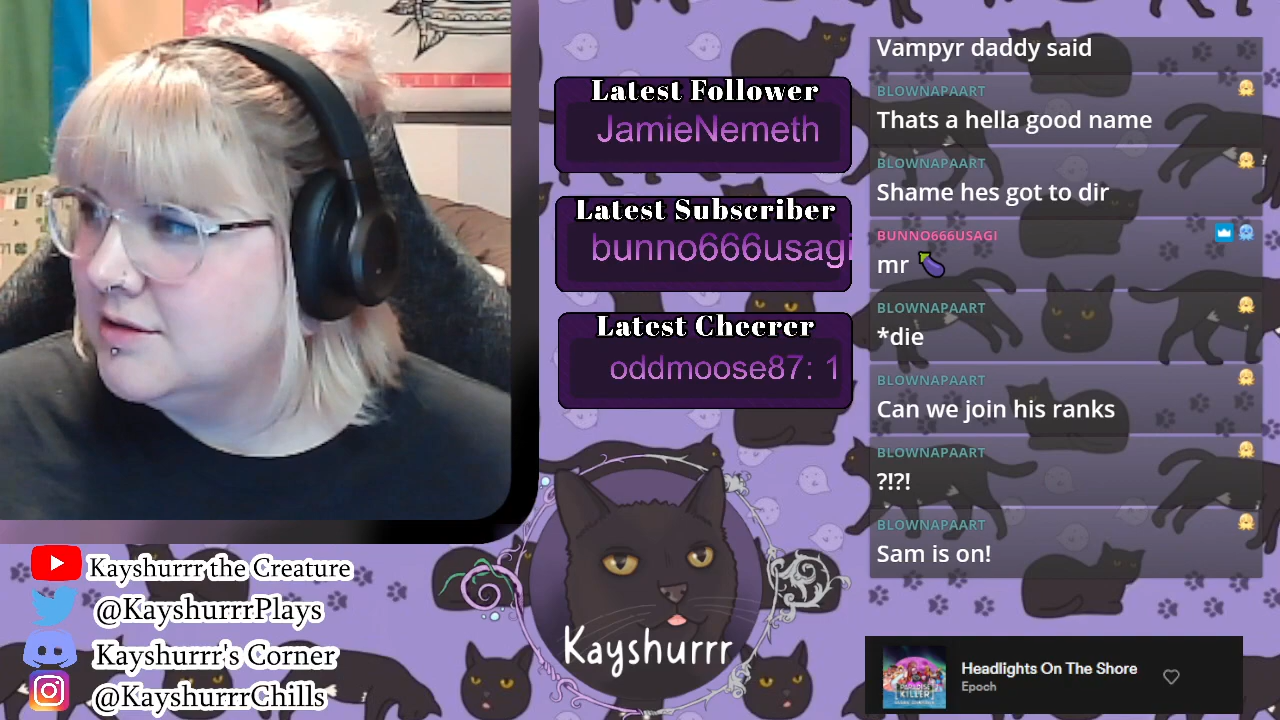 Latest Follower
JamieNemeth
Latest Subscriber
bunno666usagi
Latest Cheerer
oddmoose87: 1
Vampyr daddy said
BLOWNAPAART
Thats a hella good name
BLOWNAPAART
Shame hes got to dir
BUNNO666USAGI
mr 🍆
BLOWNAPAART
*die
BLOWNAPAART
Can we join his ranks
BLOWNAPAART
?!?!
BLOWNAPAART
Sam is on!
Kayshurrr the Creature
@KayshurrrPlays
Kayshurrr's Corner
@KayshurrrChills
Kayshurrr
PARADISE
KILLER
Headlights On The Shore
Epoch